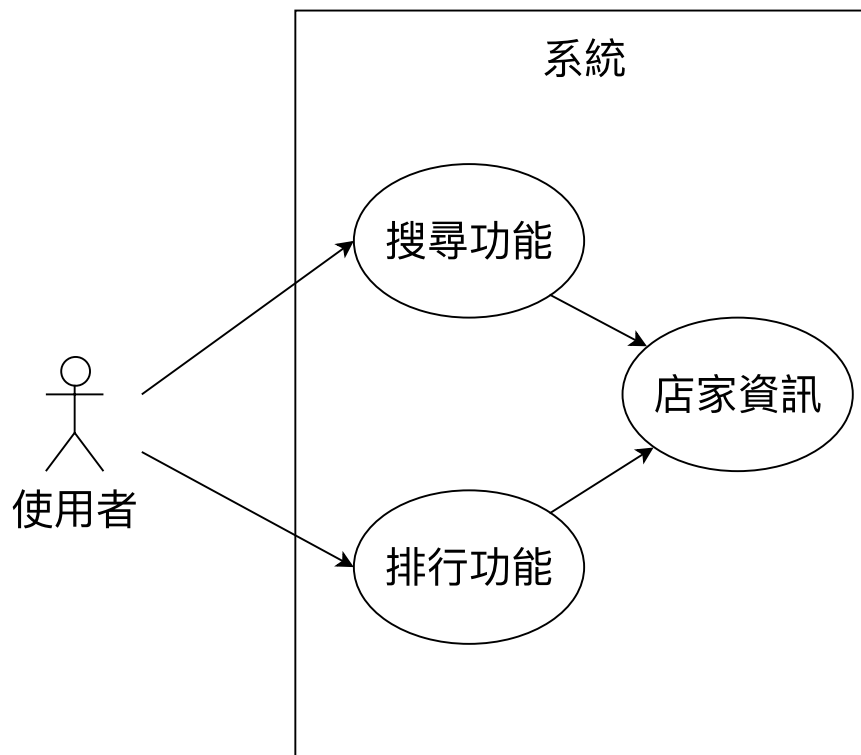 系統
搜尋功能
店家資訊
使用者
排行功能